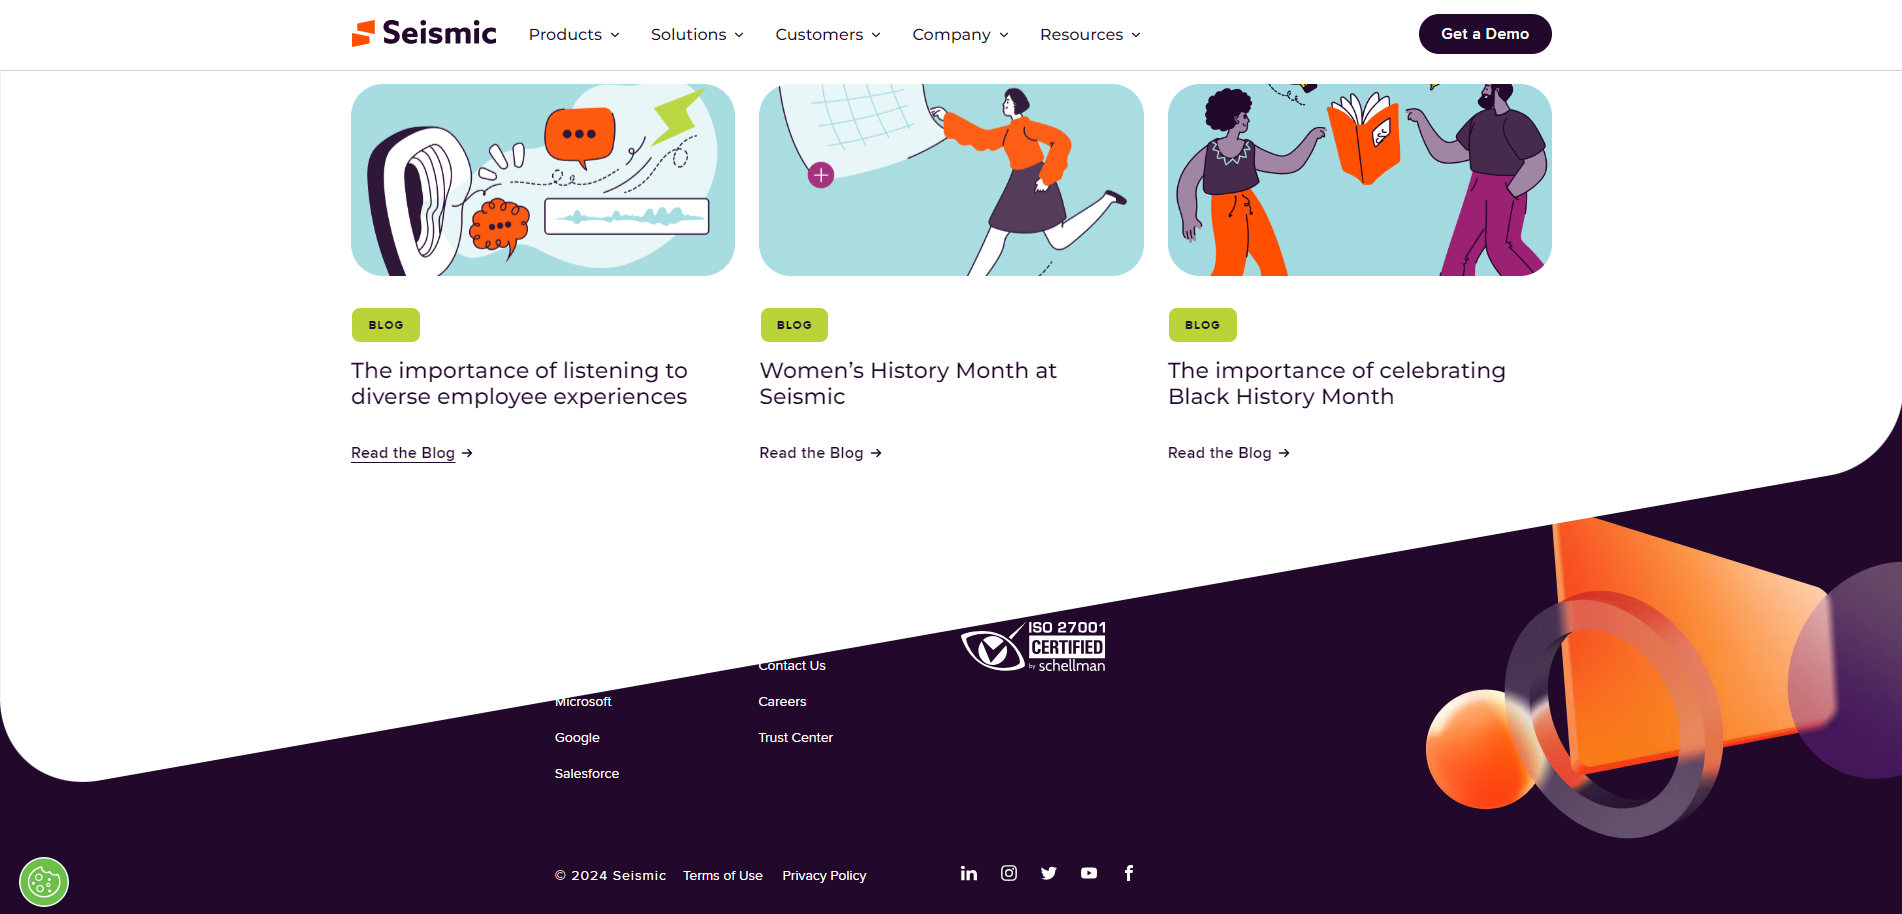 Seismic
Products
Solutions
Customers
Company
Resources
Get a Demo
BLOG
The importance of listening to
diverse employee experiences
Read the Blog →
BLOG
Women's History Month at
Seismic
Read the Blog →
BLOG
The importance of celebrating
Black History Month
Read the Blog →
Microsoft
Google
Salesforce
Contact Us
Careers
Trust Center
ISO 27001
CERTIFIED
by schellman
© 2024 Seismic
Terms of Use
Privacy Policy